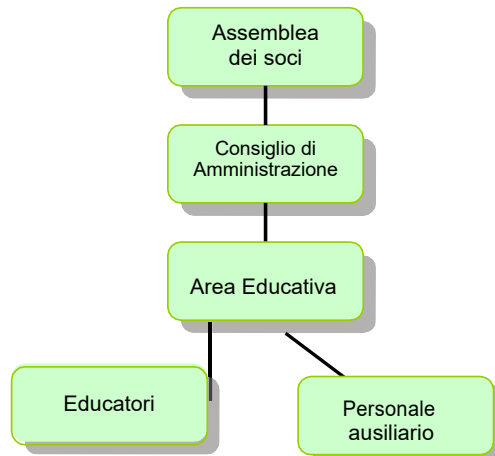 Assemblea
dei soci
Consiglio di
Amministrazione
Area Educativa
Educatori
Personale
ausiliario